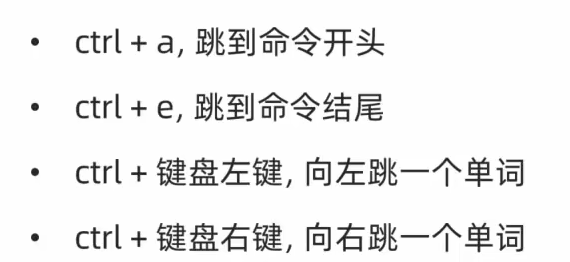 • ctrl + a, 跳到命令开头
• ctrl + e, 跳到命令结尾
• ctrl + 键盘左键, 向左跳一个单词
• ctrl + 键盘右键, 向右跳一个单词